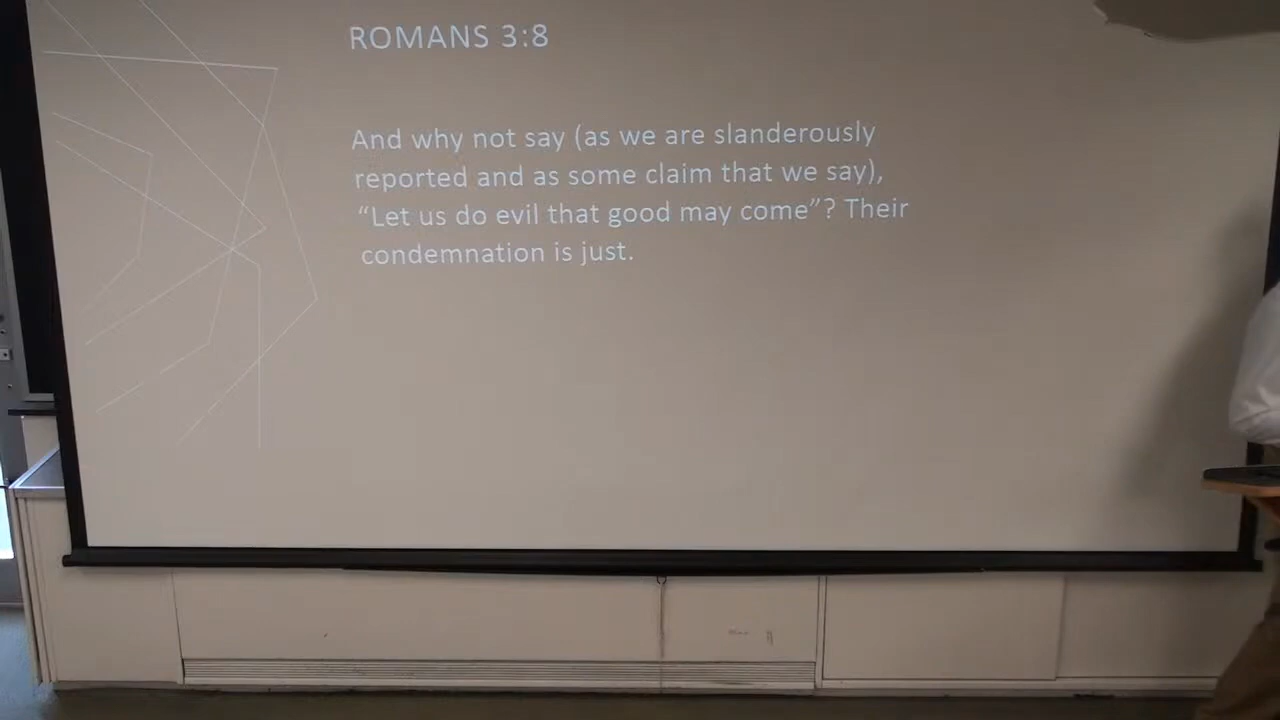 ROMANS 3:8
And why not say (as we are slanderously
reported and as some claim that we say),
“Let us do evil that good may come”? Their
condemnation is just.